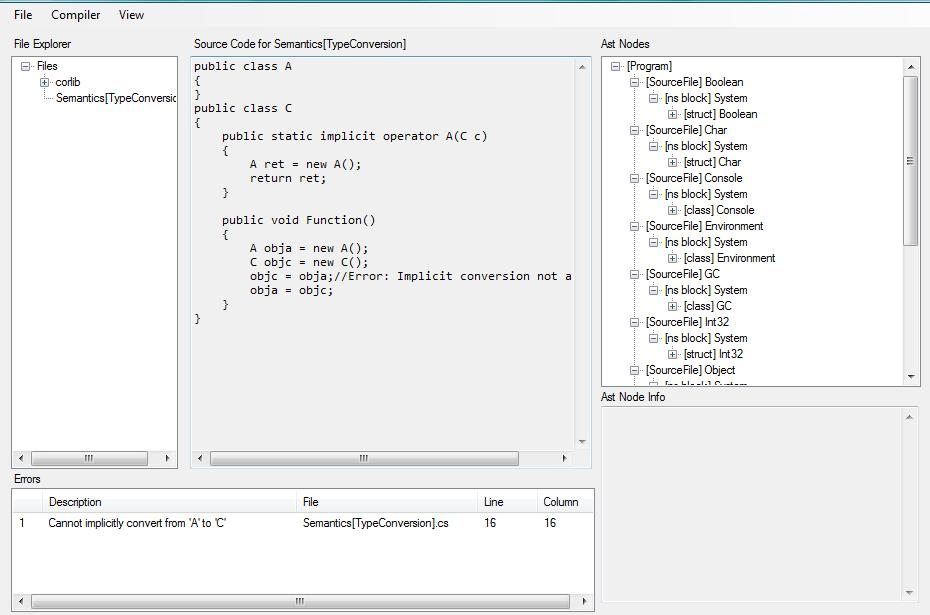 File Compiler View
File Explorer
Files
corlib
Semantics[TypeConversic
Source Code for Semantics[TypeConversion]
public class A
{
}
public class C
{
public static implicit operator A(C c)
{
A ret = new A();
return ret;
}
public void Function()
{
A obja = new A();
C objc = new C();
objc = obja;//Error: Implicit conversion not a
obja = objc;
}
}
Ast Nodes
[Program]
[SourceFile] Boolean
[ns block] System
[struct] Boolean
[SourceFile] Char
[ns block] System
[struct] Char
[SourceFile] Console
[ns block] System
[class] Console
[SourceFile] Environment
[ns block] System
[class] Environment
[SourceFile] GC
[ns block] System
[class] GC
[SourceFile] Int32
[ns block] System
[struct] Int32
[SourceFile] Object
[ns block] System
Ast Node Info
Errors
Description File Line Column
1 Cannot implicitly convert from 'A' to 'C' Semantics[TypeConversion].cs 16 16